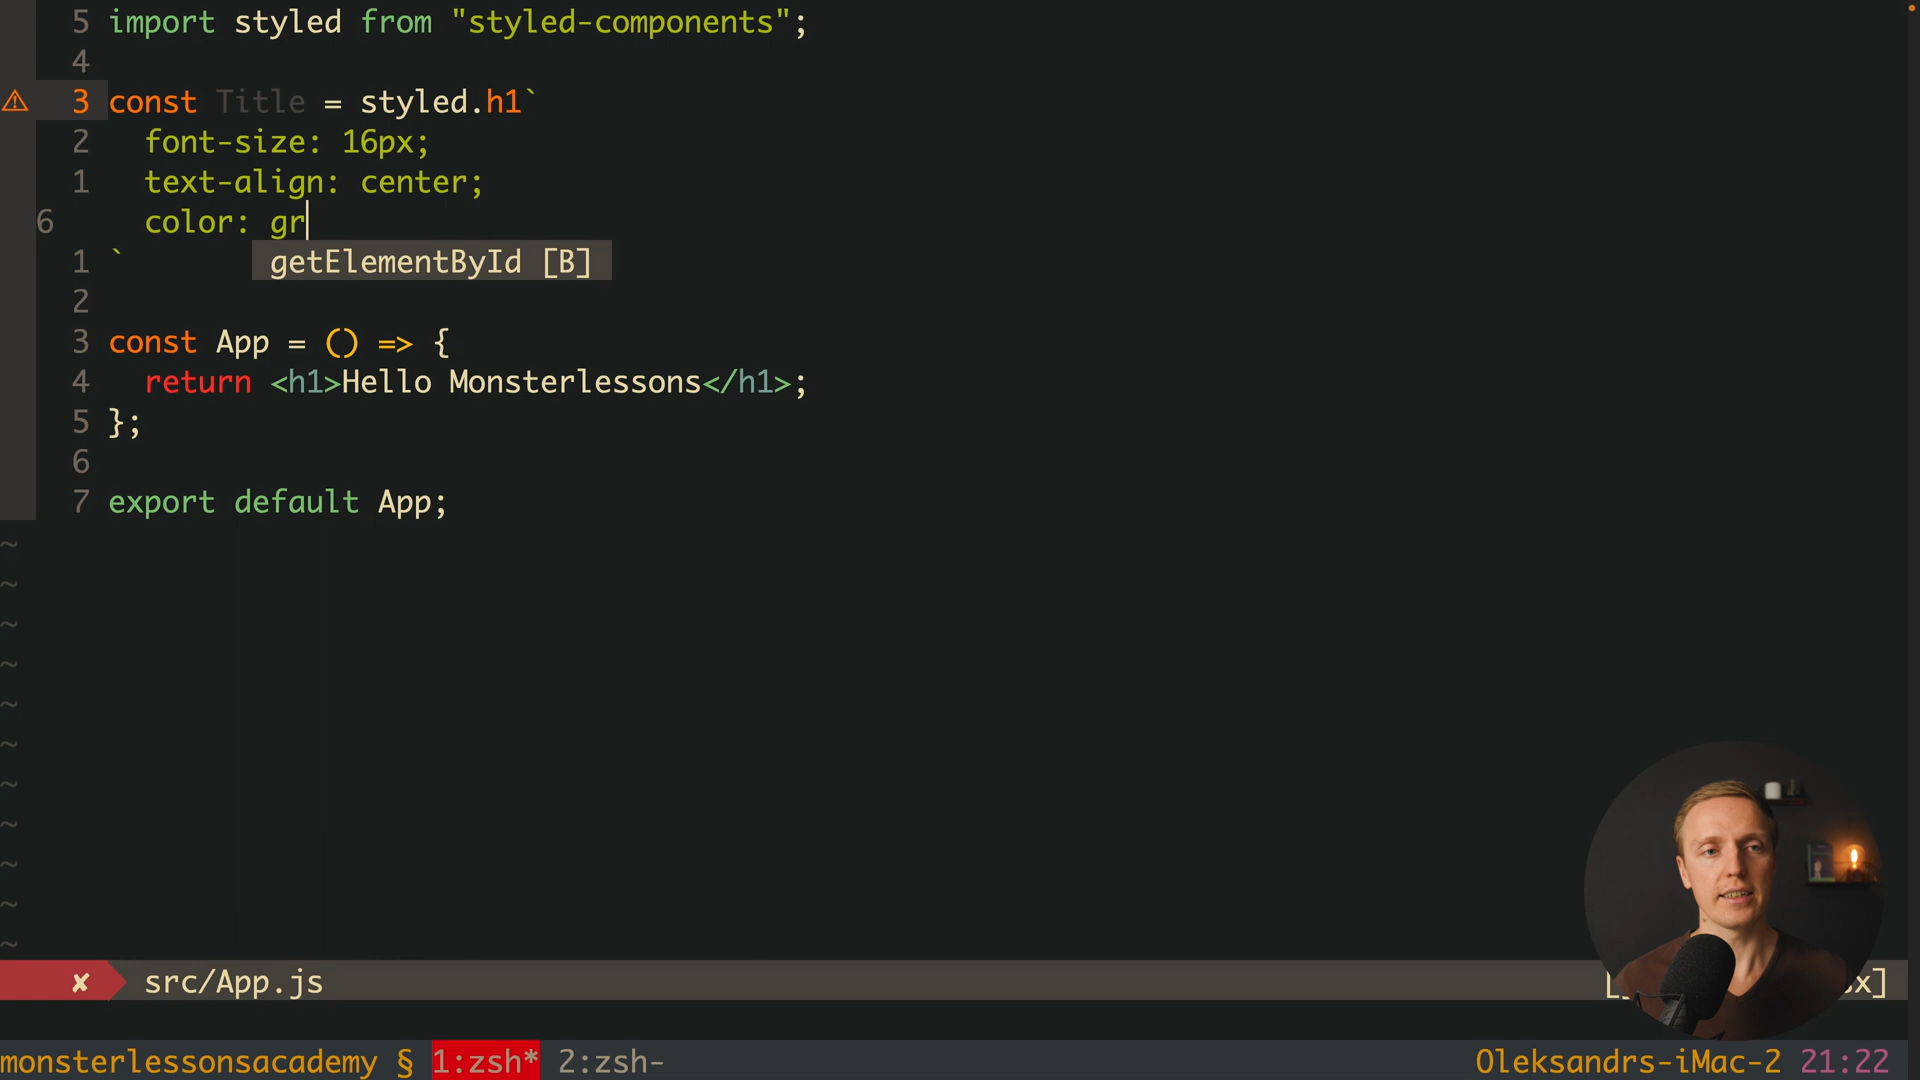 5 import styled from "styled-components";
4
3 const Title = styled.h1`
2 font-size: 16px;
1 text-align: center;
6 color: gr
1 `
getElementById [B]
2
3 const App = () => {
4 return <h1>Hello Monsterlessons</h1>;
5 };
6
7 export default App;
~
~
~
~
~
~
~
~
~
~
~
✘ src/App.js
monsterlessonsacademy § 1:zsh* 2:zsh- Oleksandrs-iMac-2 21:22